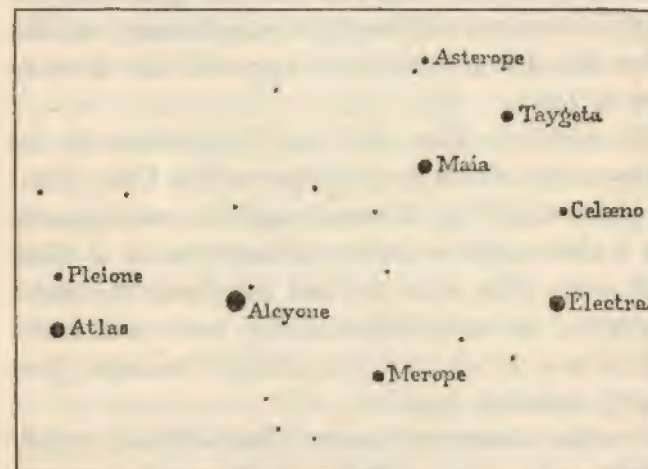 Asterope
Taygeta
Maia
Celæno
Pleione
Alcyone
Electra
Atlas
Merope